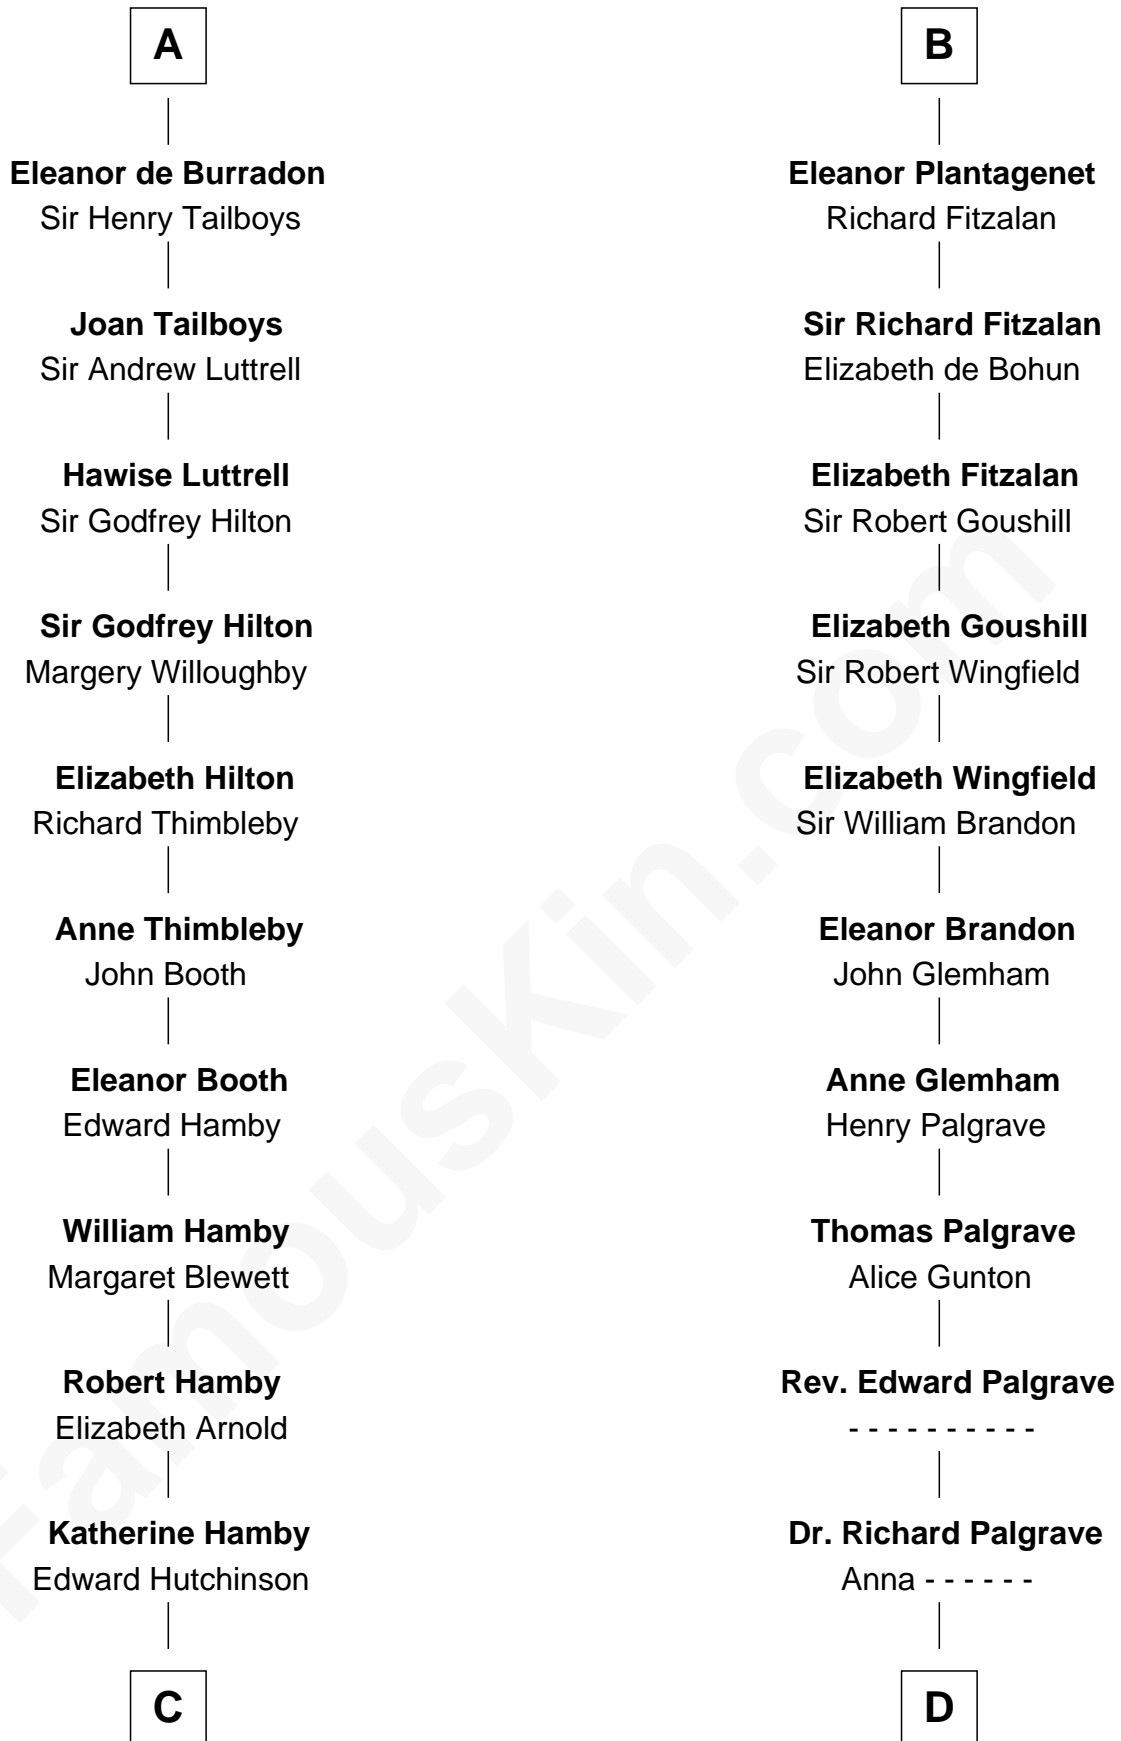 A
Eleanor de Burradon
Sir Henry Tailboys
Joan Tailboys
Sir Andrew Luttrell
Hawise Luttrell
Sir Godfrey Hilton
Sir Godfrey Hilton
Margery Willoughby
Elizabeth Hilton
Richard Thimbleby
Anne Thimbleby
John Booth
Eleanor Booth
Edward Hamby
William Hamby
Margaret Blewett
Robert Hamby
Elizabeth Arnold
Katherine Hamby
Edward Hutchinson
C
B
Eleanor Plantagenet
Richard Fitzalan
Sir Richard Fitzalan
Elizabeth de Bohun
Elizabeth Fitzalan
Sir Robert Goushill
Elizabeth Goushill
Sir Robert Wingfield
Elizabeth Wingfield
Sir William Brandon
Eleanor Brandon
John Glemham
Anne Glemham
Henry Palgrave
Thomas Palgrave
Alice Gunton
Rev. Edward Palgrave
- - - - - - - - - -
Dr. Richard Palgrave
Anna - - - - - -
D
FamousKin.com